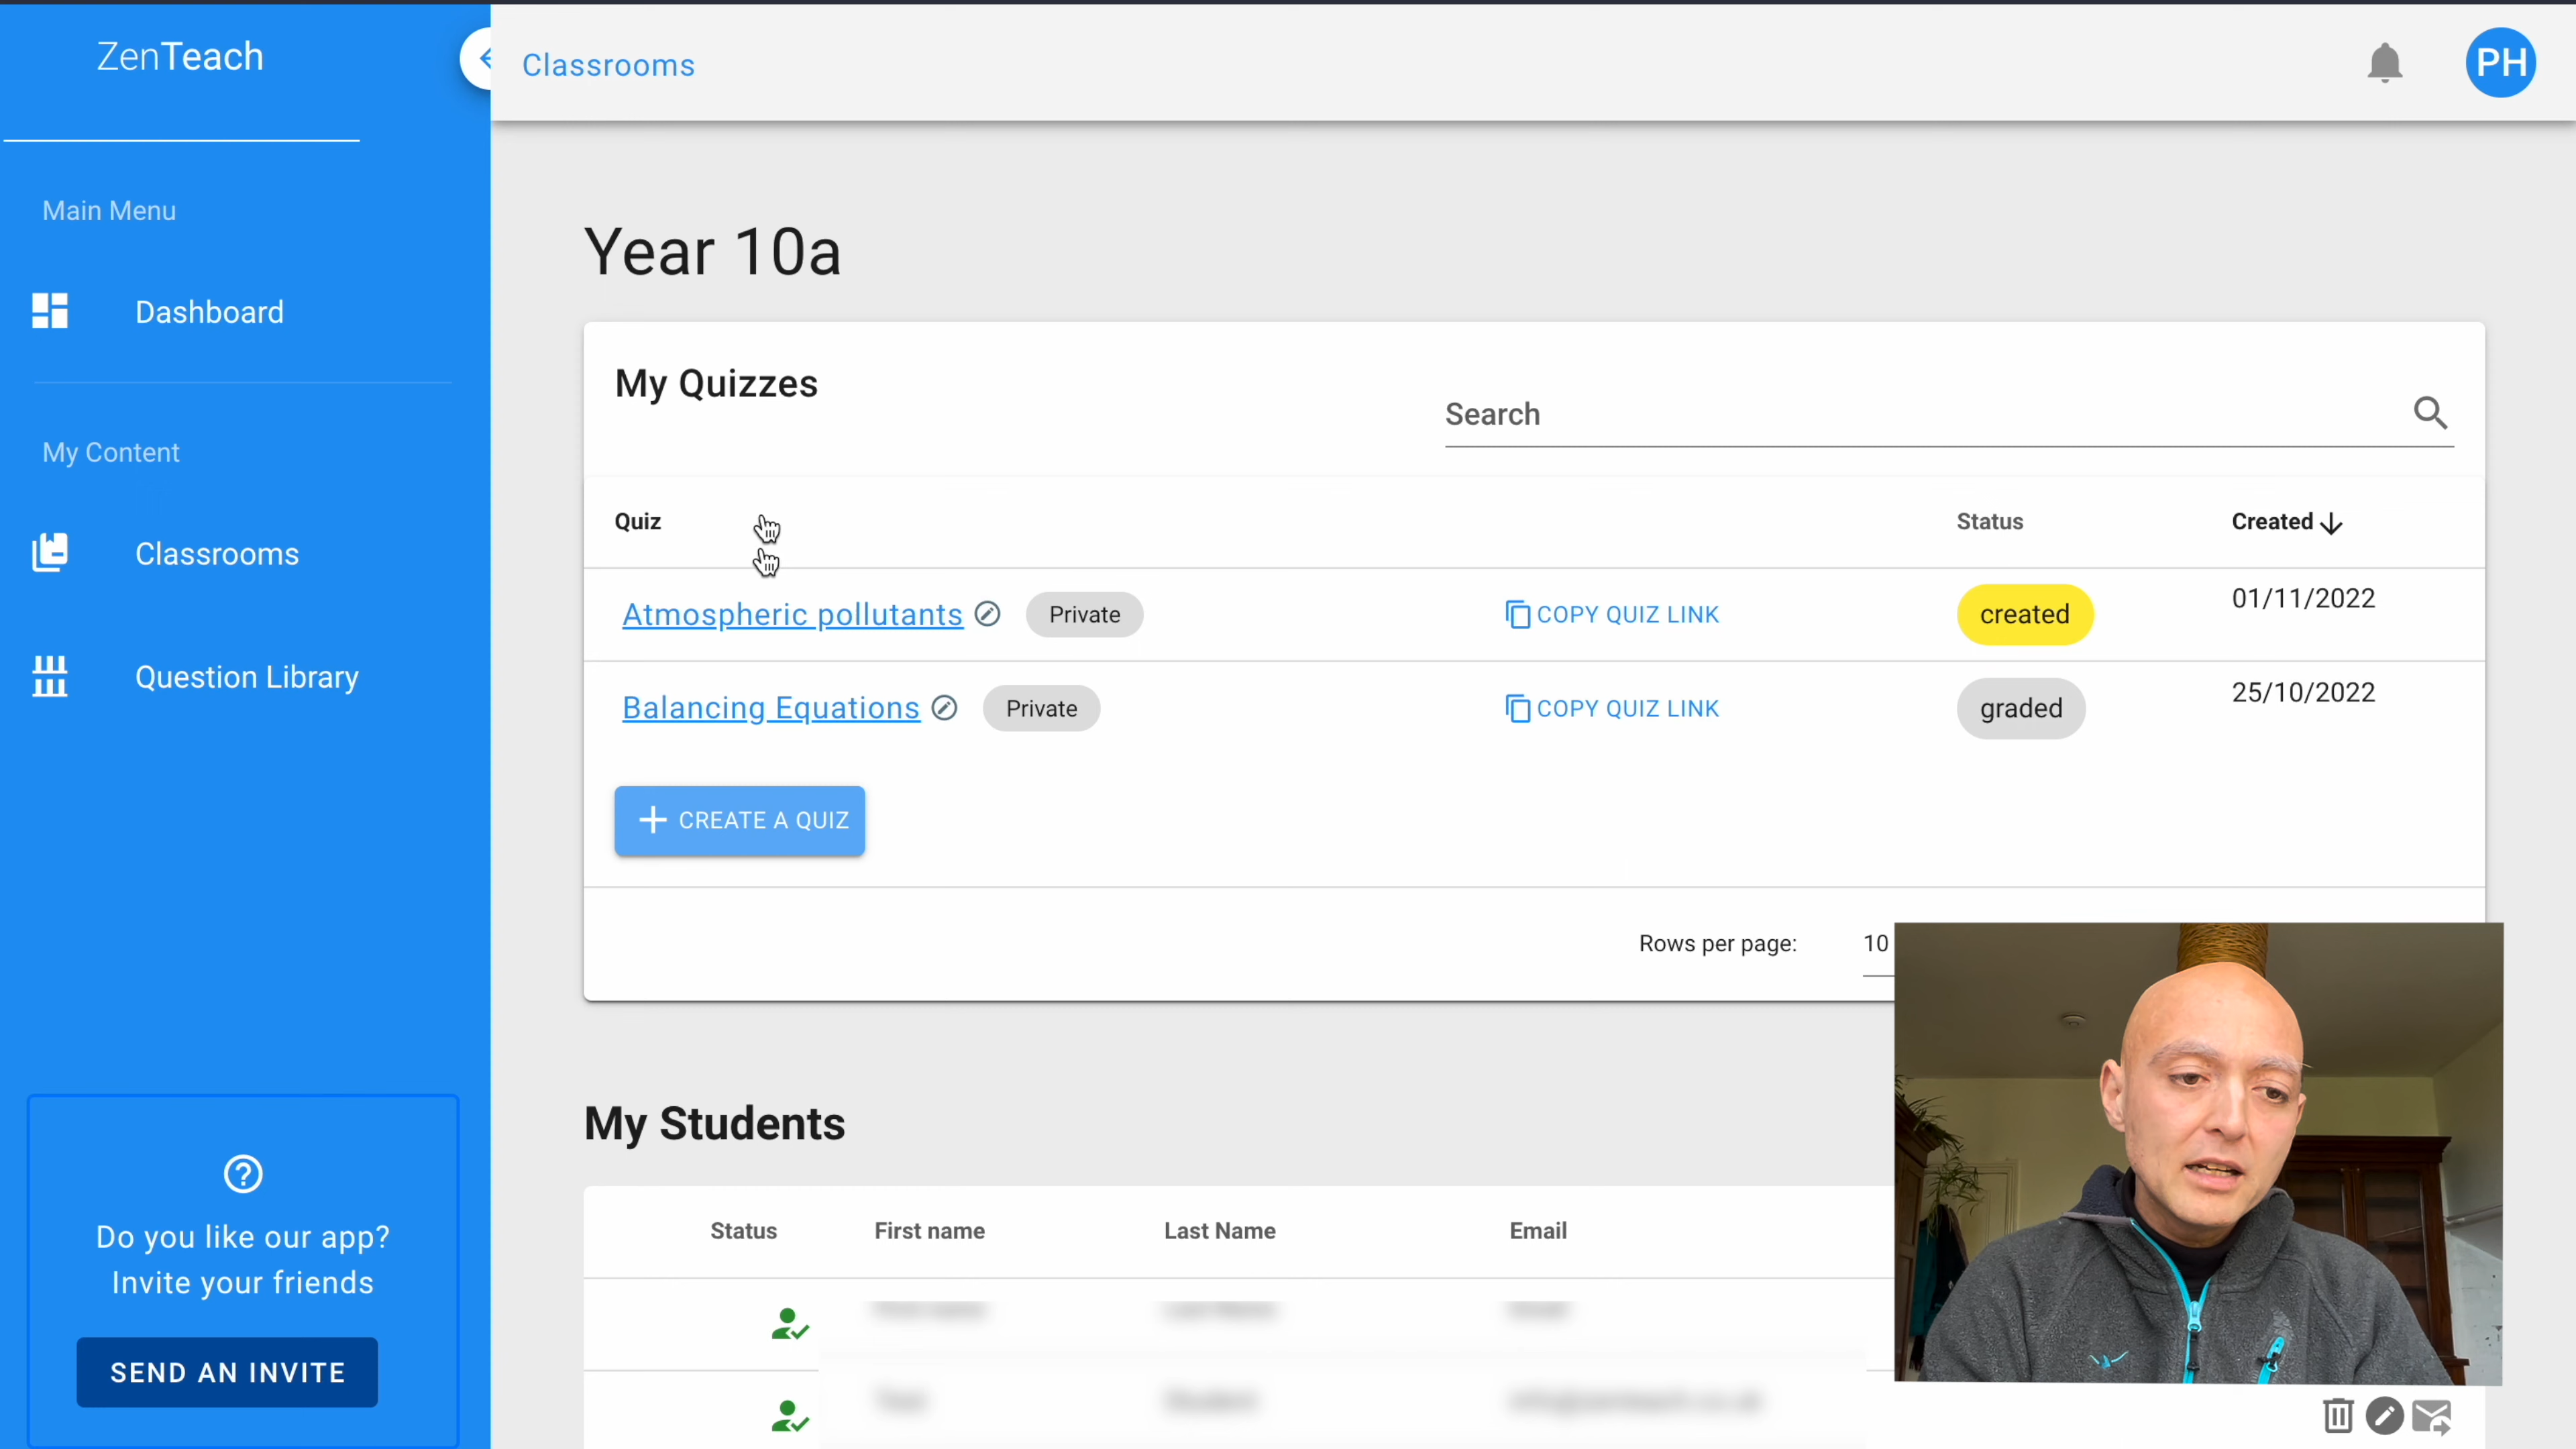 ZenTeach
Classrooms
PH
Main Menu
Dashboard
My Content
Classrooms
Question Library
Do you like our app?
Invite your friends
SEND AN INVITE
Year 10a
My Quizzes
Search
Quiz
Status
Created
Atmospheric pollutants
Private
COPY QUIZ LINK
created
01/11/2022
Balancing Equations
Private
COPY QUIZ LINK
graded
25/10/2022
CREATE A QUIZ
Rows per page:
10
My Students
Status
First name
Last Name
Email